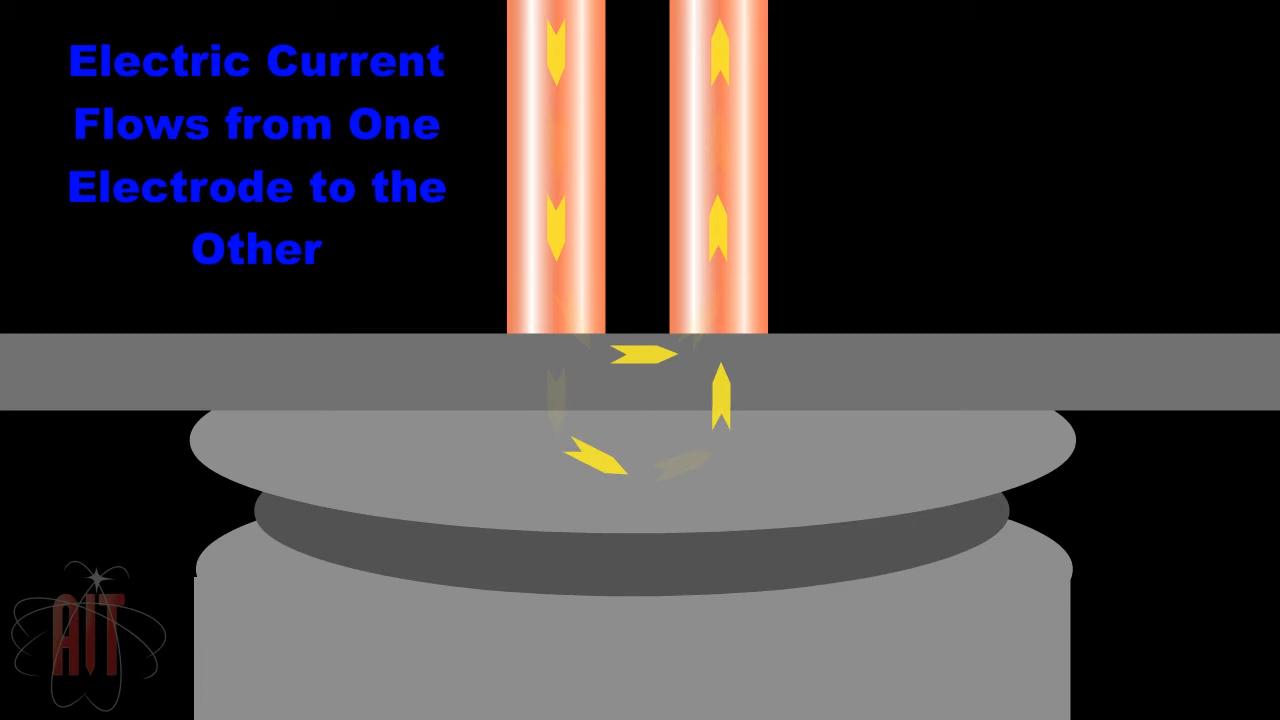 Electric Current
Flows from One
Electrode to the
Other
AIT